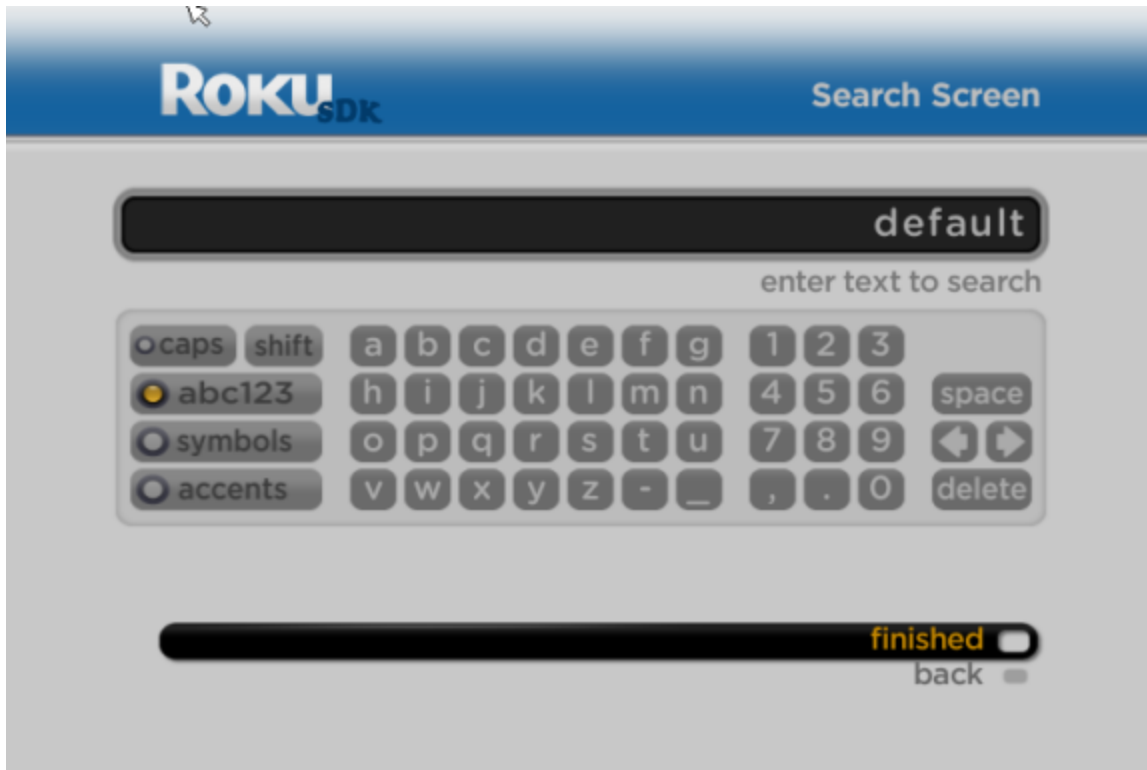 ROKU SDK Search Screen
default
enter text to search
caps shift a b c d e f g 1 2 3
abc123 h i j k l m n 4 5 6 space
symbols o p q r s t u 7 8 9
accents v w x y z - _ , . 0 delete
finished
back